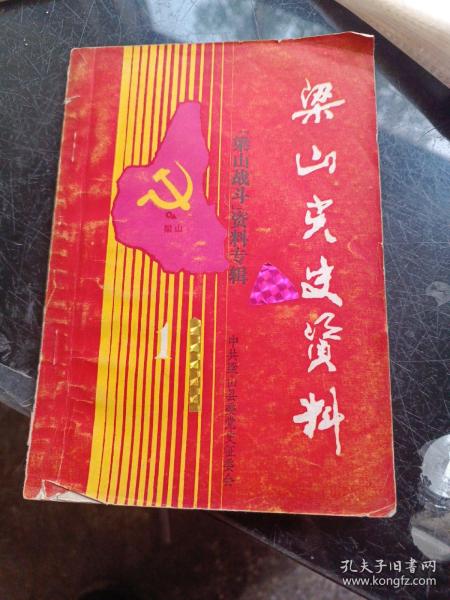 梁山党史资料
“梁山战斗”资料专辑
梁山
1
中共梁山县委党史征委会
孔夫子旧书网
www.kongfz.com